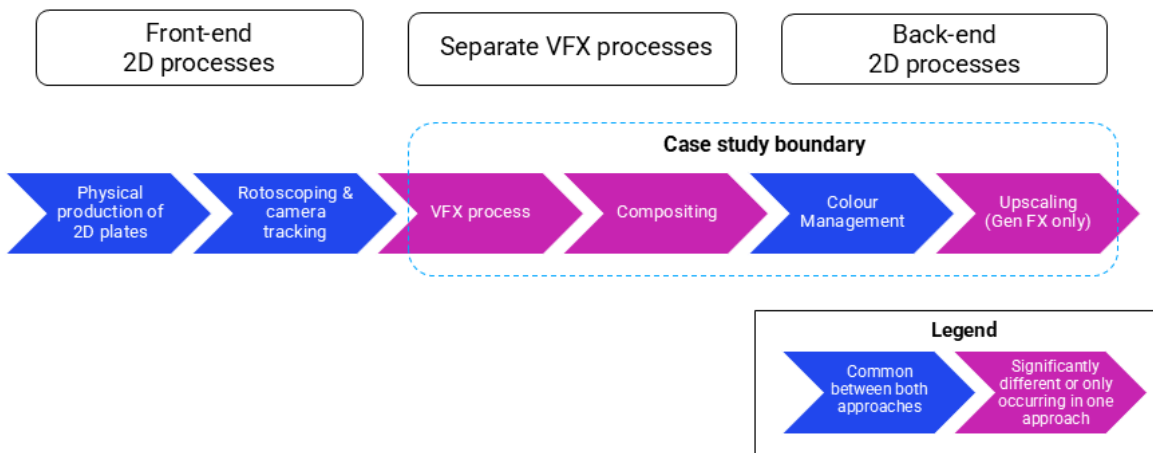 Front-end
2D processes
Separate VFX processes
Back-end
2D processes
Case study boundary
Physical
production of
2D plates
Rotoscoping &
camera
tracking
VFX process
Compositing
Colour
Management
Upscaling
(Gen FX only)
Legend
Common
between both
approaches
Significantly
different or only
occurring in one
approach